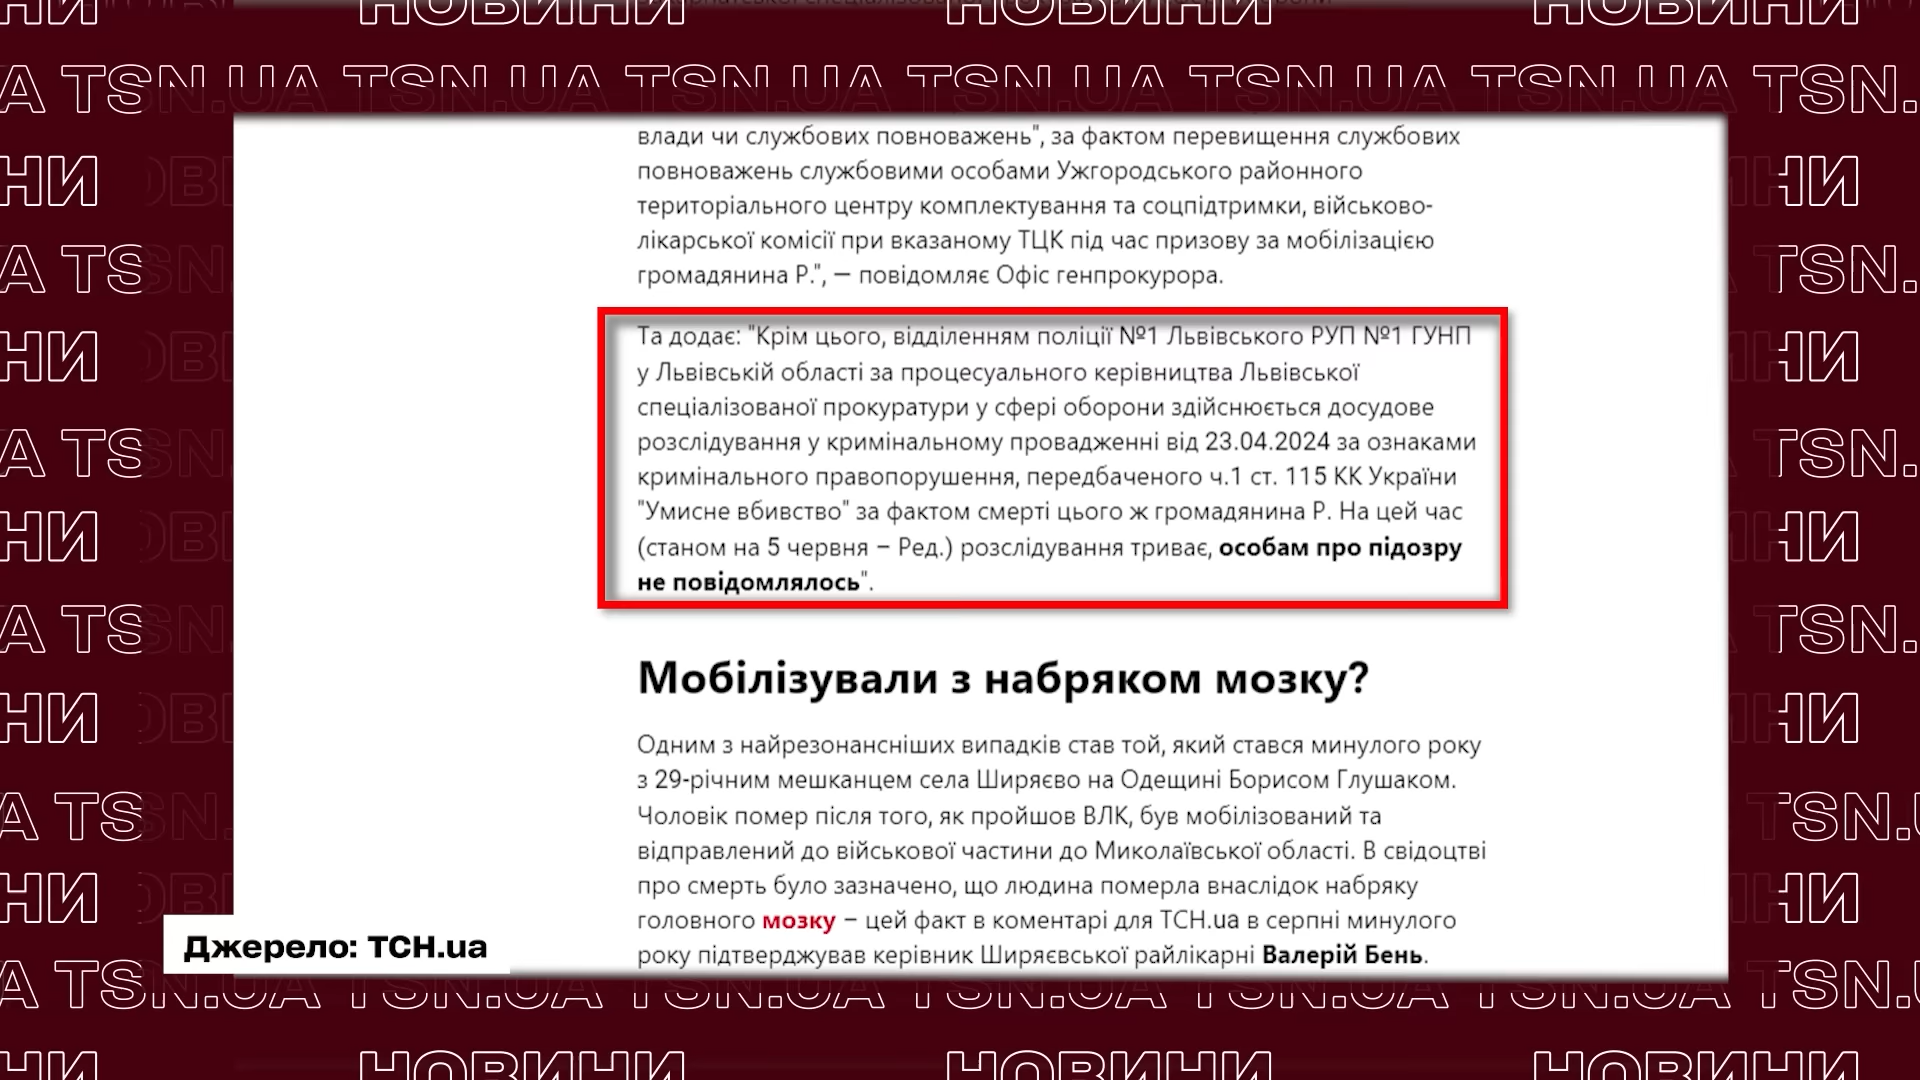 НОВИНИ НОВИНИ НОВИНИ
TSN.UA TSN.UA TSN.UA TSN.UA TSN.UA TSN.UA
влади чи службових повноважень", за фактом перевищення службових
повноважень службовими особами Ужгородського районного
територіального центру комплектування та соцпідтримки, військово-
лікарської комісії при вказаному ТЦК під час призову за мобілізацією
громадянина Р.", — повідомляє Офіс генпрокурора.
Та додає: "Крім цього, відділенням поліції №1 Львівського РУП №1 ГУНП
у Львівській області за процесуального керівництва Львівської
спеціалізованої прокуратури у сфері оборони здійснюється досудове
розслідування у кримінальному провадженні від 23.04.2024 за ознаками
кримінального правопорушення, передбаченого ч.1 ст. 115 КК України
"Умисне вбивство" за фактом смерті цього ж громадянина Р. На цей час
(станом на 5 червня – Ред.) розслідування триває, особам про підозру
не повідомлялось".
Мобілізували з набряком мозку?
Одним з найрезонансніших випадків став той, який стався минулого року
з 29-річним мешканцем села Ширяєво на Одещині Борисом Глушаком.
Чоловік помер після того, як пройшов ВЛК, був мобілізований та
відправлений до військової частини до Миколаївської області. В свідоцтві
про смерть було зазначено, що людина померла внаслідок набряку
головного мозку – цей факт в коментарі для ТСН.ua в серпні минулого
року підтверджував керівник Ширяєвської райлікарні Валерій Бень.
Джерело: ТСН.ua
TSN.UA TSN.UA TSN.UA TSN.UA TSN.UA
НОВИНИ НОВИНИ НОВИНИ